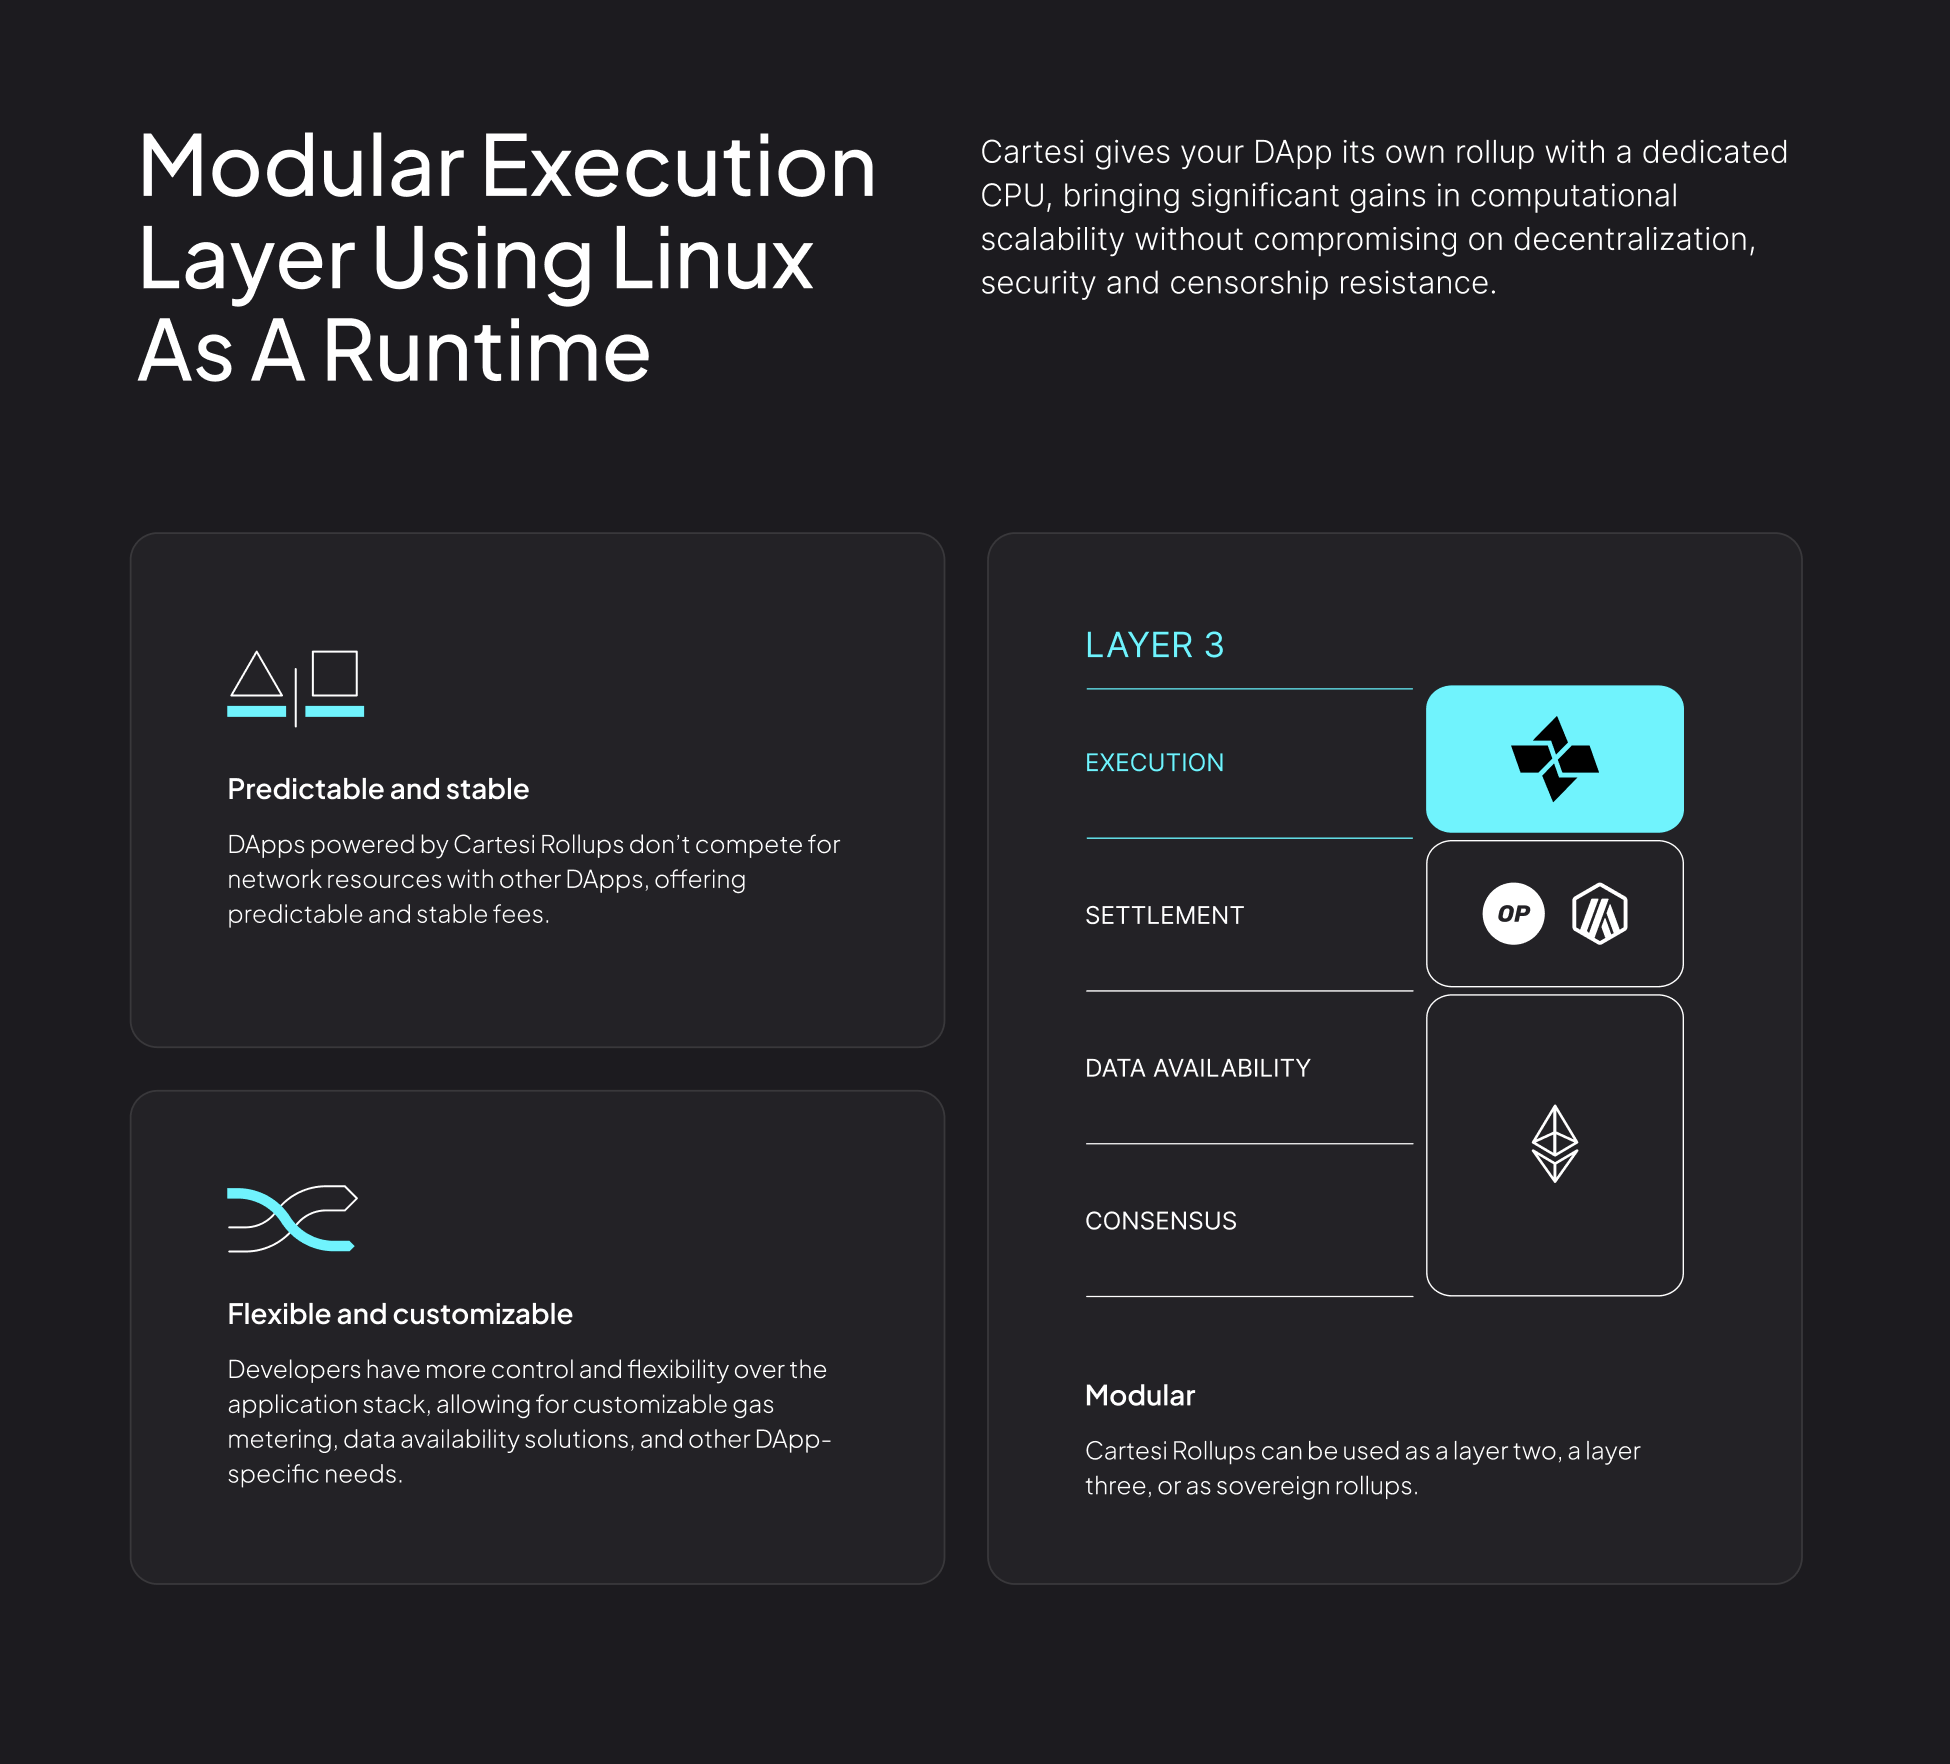 Modular Execution
Layer Using Linux
As A Runtime
Cartesi gives your DApp its own rollup with a dedicated
CPU, bringing significant gains in computational
scalability without compromising on decentralization,
security and censorship resistance.
Predictable and stable
DApps powered by Cartesi Rollups don’t compete for
network resources with other DApps, offering
predictable and stable fees.
Flexible and customizable
Developers have more control and flexibility over the
application stack, allowing for customizable gas
metering, data availability solutions, and other DApp-
specific needs.
LAYER 3
EXECUTION
SETTLEMENT
OP
DATA AVAILABILITY
CONSENSUS
Modular
Cartesi Rollups can be used as a layer two, a layer
three, or as sovereign rollups.